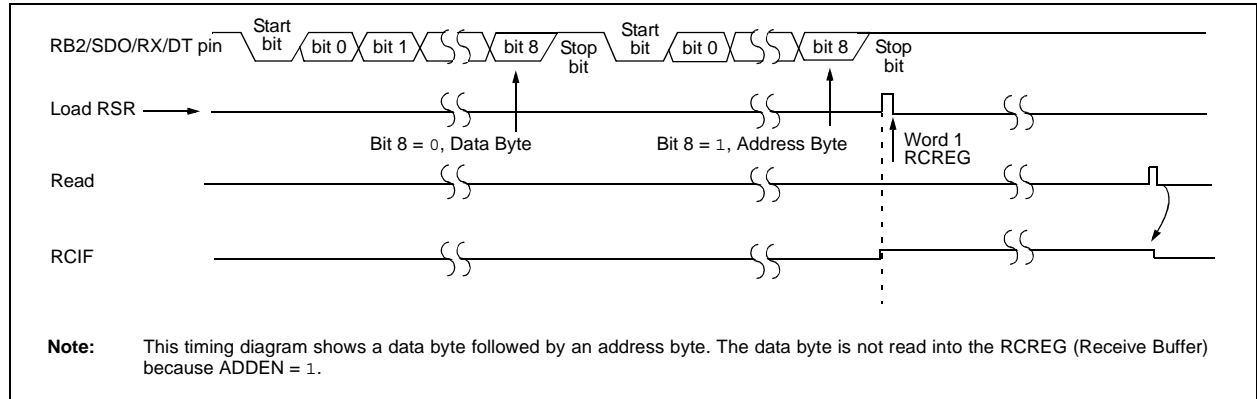 RB2/SDO/RX/DT pin
Start
bit
bit 0
bit 1
bit 8
Stop
bit
Start
bit
bit 0
bit 8
Stop
bit
Load RSR
Bit 8 = 0, Data Byte
Bit 8 = 1, Address Byte
Word 1
RCREG
Read
RCIF
Note: This timing diagram shows a data byte followed by an address byte. The data byte is not read into the RCREG (Receive Buffer)
because ADDEN = 1.